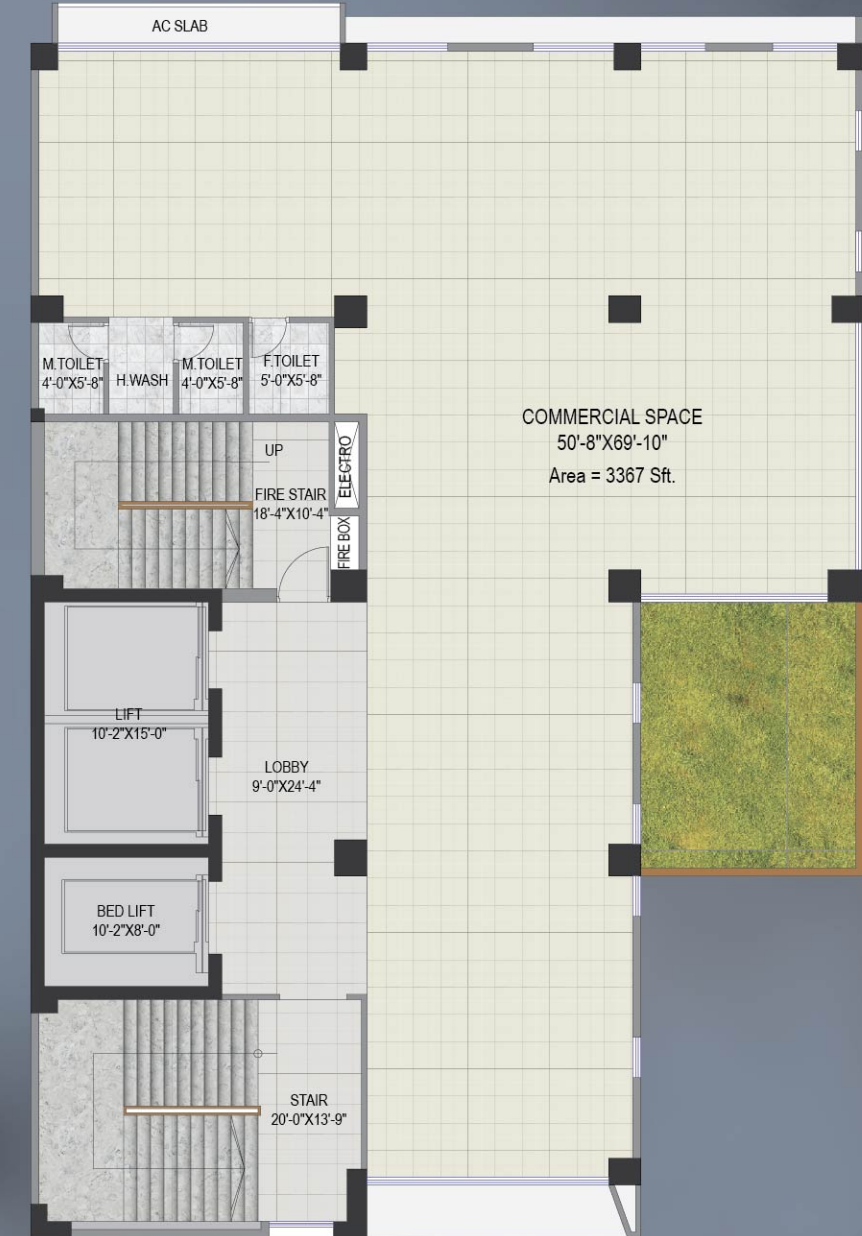 AC SLAB
M.TOILET
4'-0"X5'-8"
H.WASH
M.TOILET
4'-0"X5'-8"
F.TOILET
5'-0"X5'-8"
COMMERCIAL SPACE
50'-8"X69'-10"
Area = 3367 Sft.
UP
ELECTRO
FIRE STAIR
18'-4"X10'-4"
FIRE BOX
LIFT
10'-2"X15'-0"
LOBBY
9'-0"X24'-4"
BED LIFT
10'-2"X8'-0"
STAIR
20'-0"X13'-9"